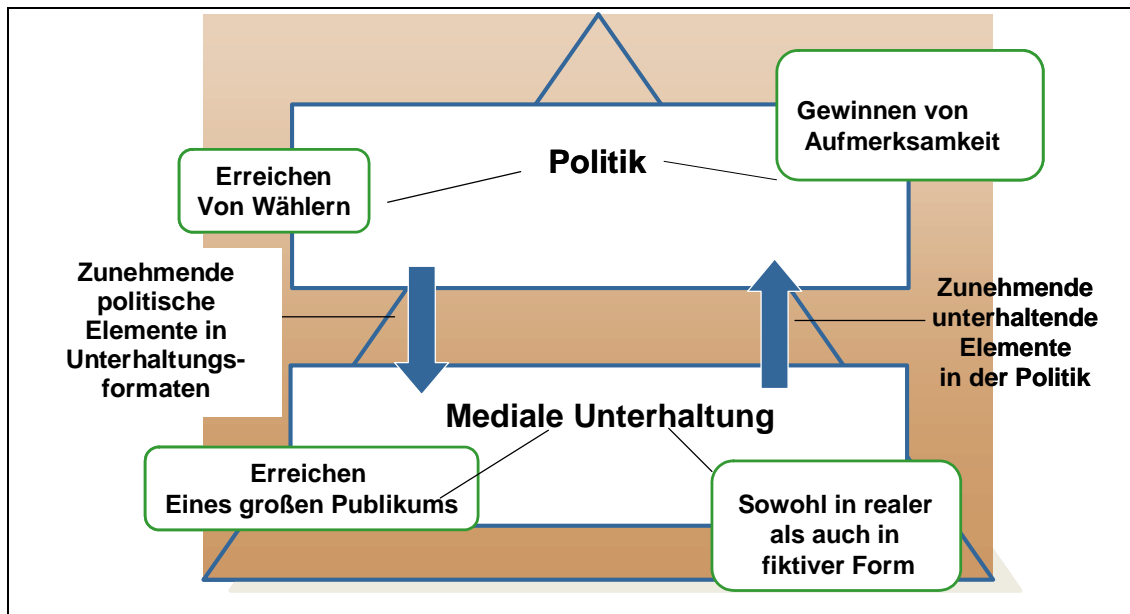 Gewinnen von
Aufmerksamkeit
Politik
Erreichen
Von Wählern
Zunehmende
politische
Elemente in
Unterhaltungs-
formaten
Zunehmende
unterhaltende
Elemente
in der Politik
Mediale Unterhaltung
Erreichen
Eines großen Publikums
Sowohl in realer
als auch in
fiktiver Form